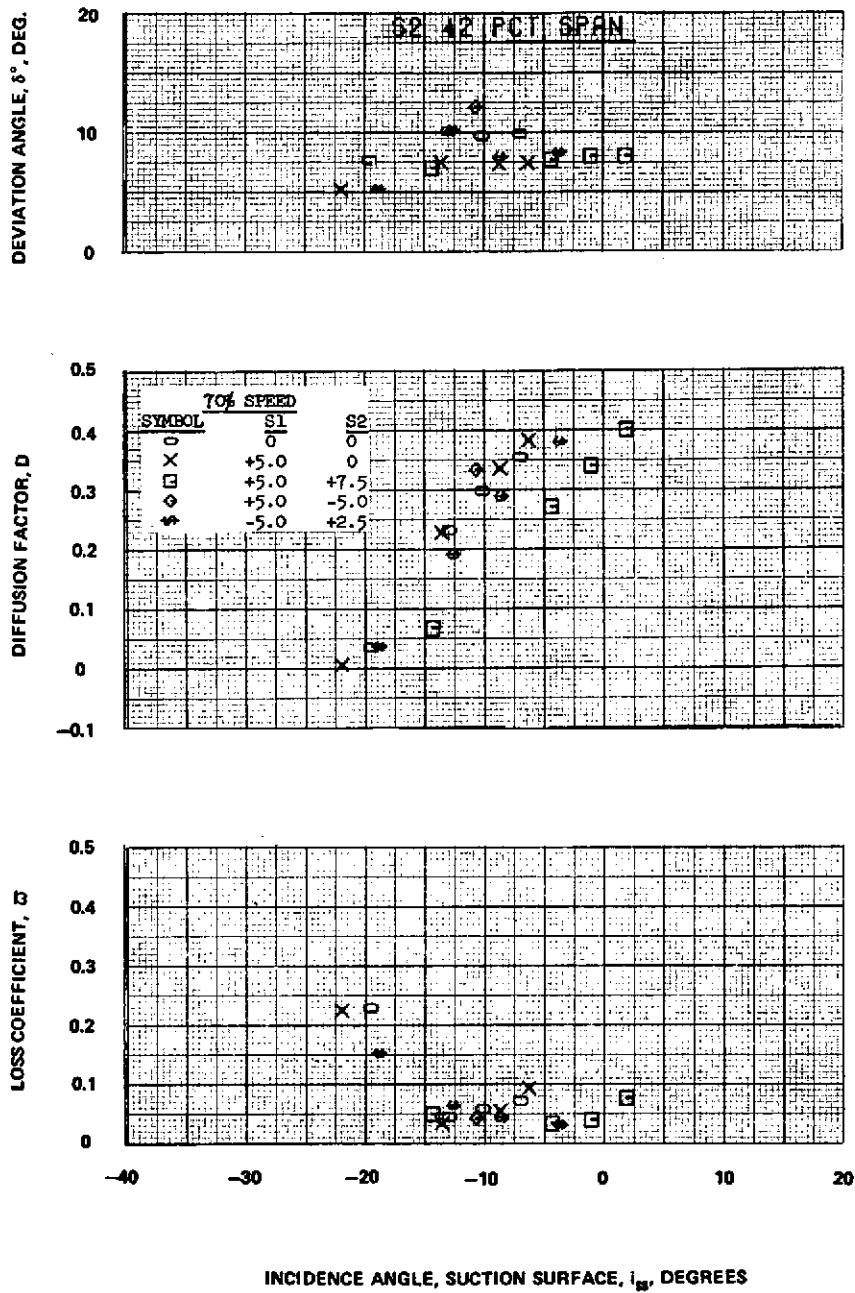 S2 42 PCT SPAN
DEVIATION ANGLE, δ°, DEG.
20
10
0
DIFFUSION FACTOR, D
0.5
0.4
0.3
0.2
0.1
0
−0.1
70% SPEED
SYMBOL S1 S2
0 0
+5.0 0
+5.0 +7.5
+5.0 -5.0
-5.0 +2.5
LOSS COEFFICIENT, ϖ
0.5
0.4
0.3
0.2
0.1
0
−40 −30 −20 −10 0 10 20
INCIDENCE ANGLE, SUCTION SURFACE, iss, DEGREES